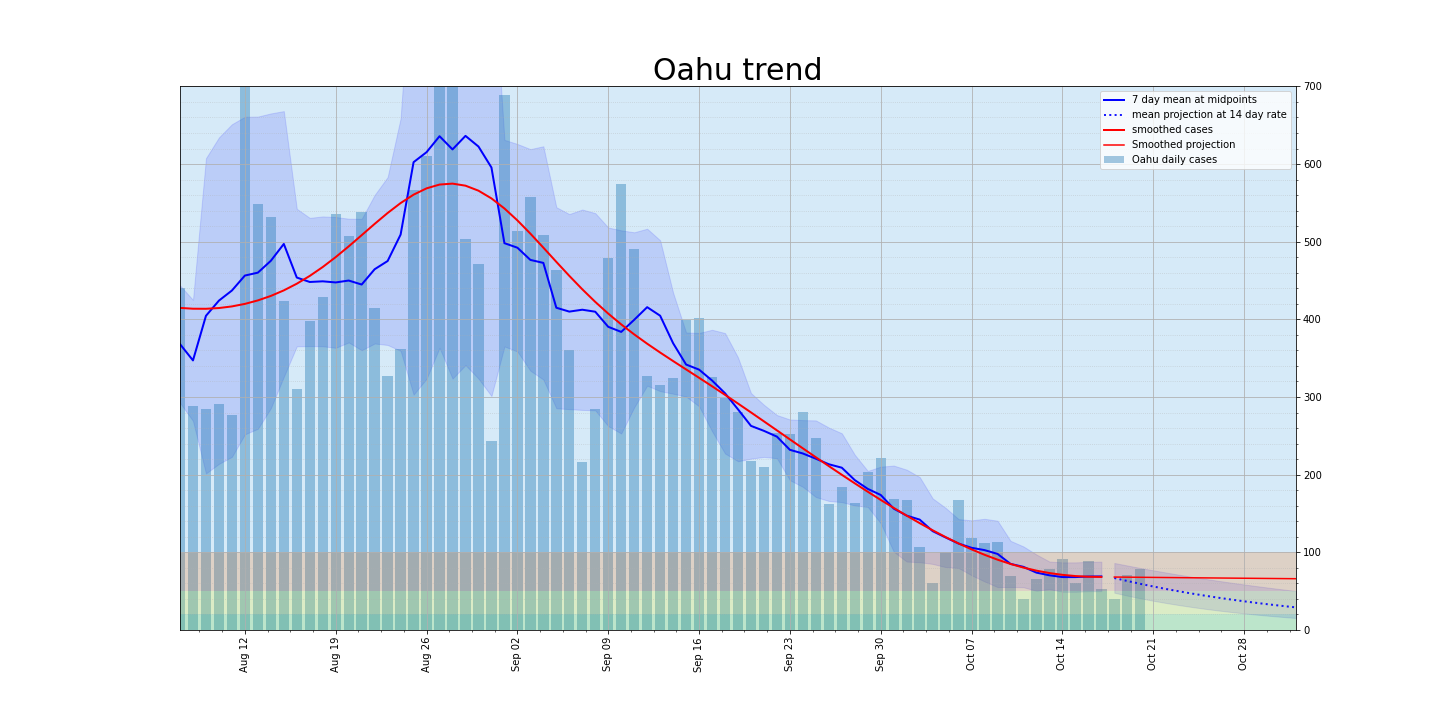 Oahu trend
7 day mean at midpoints
mean projection at 14 day rate
smoothed cases
Smoothed projection
Oahu daily cases
700
600
500
400
300
200
100
0
Aug 12
Aug 19
Aug 26
Sep 02
Sep 09
Sep 16
Sep 23
Sep 30
Oct 07
Oct 14
Oct 21
Oct 28